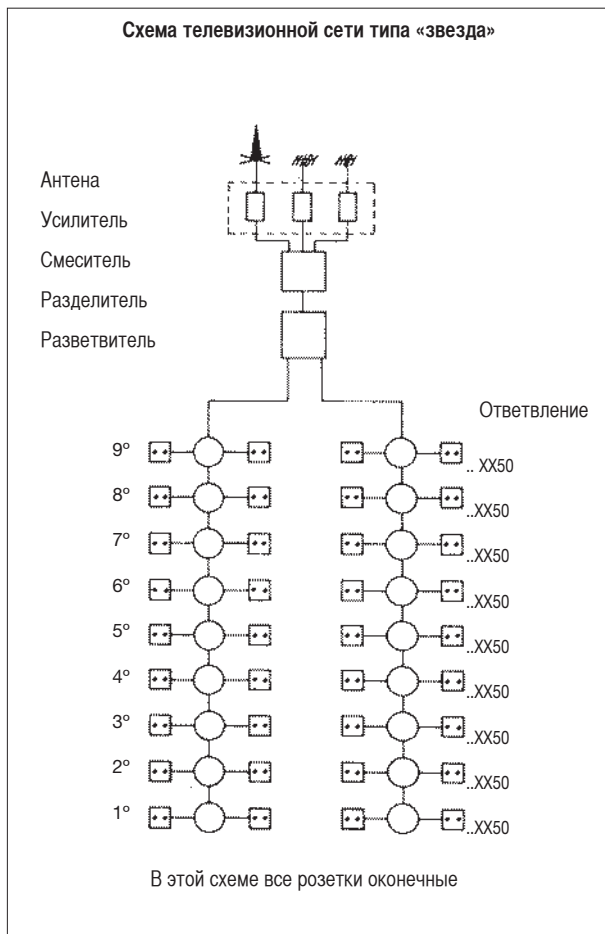 Схема телевизионной сети типа «звезда»
Антена
Усилитель
Смеситель
Разделитель
Разветвитель
Ответвление
9º
.. XX50
8º
..XX50
7º
..XX50
6º
..XX50
5º
..XX50
4º
..XX50
3º
..XX50
2º
..XX50
1º
..XX50
В этой схеме все розетки оконечные